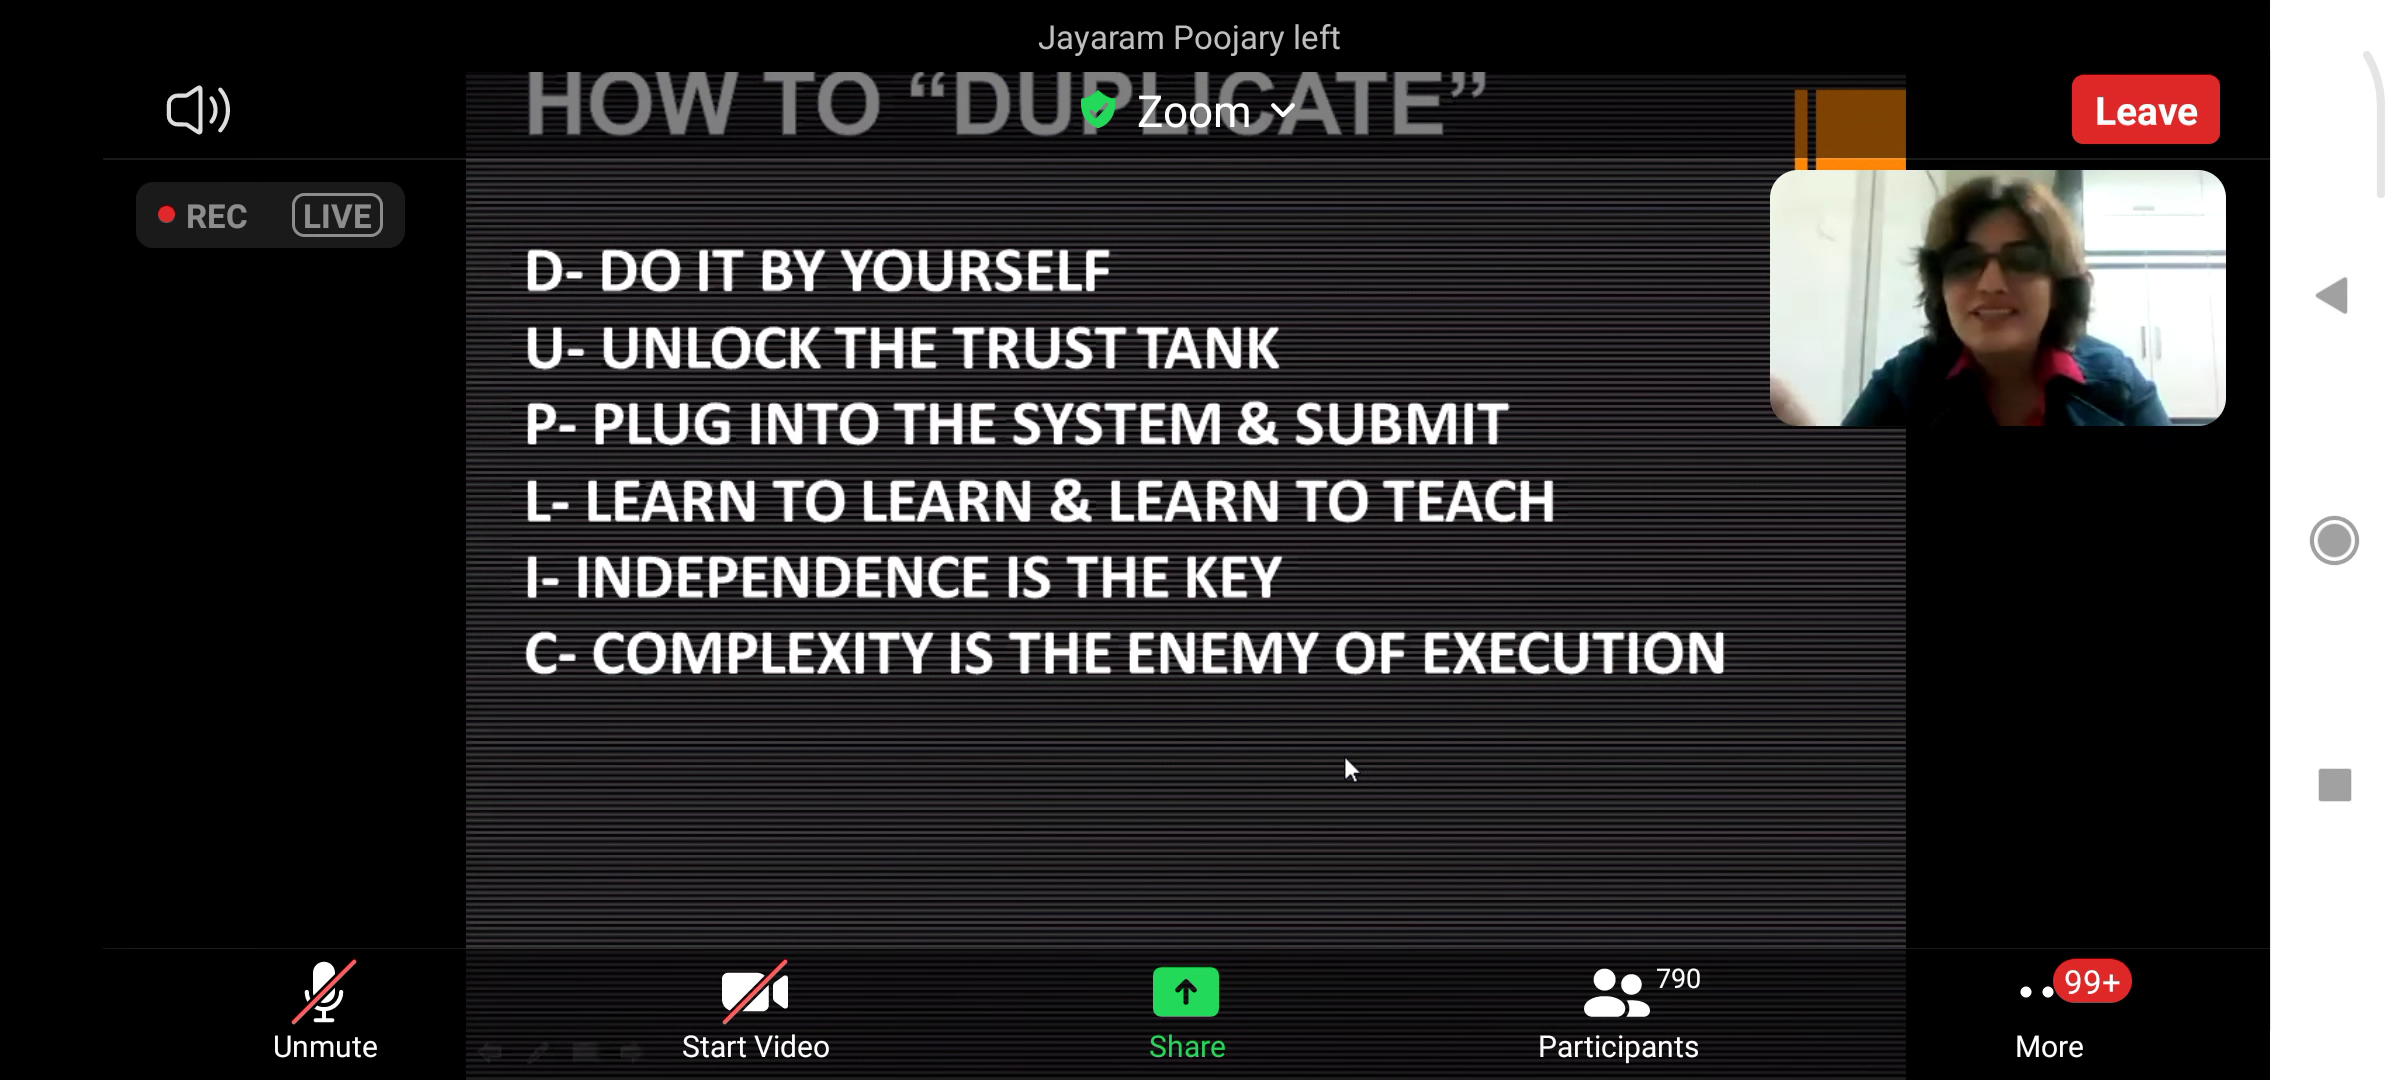 Jayaram Poojary left
HOW TO “DUPLICATE”
Zoom
Leave
REC LIVE
D- DO IT BY YOURSELF
U- UNLOCK THE TRUST TANK
P- PLUG INTO THE SYSTEM & SUBMIT
L- LEARN TO LEARN & LEARN TO TEACH
I- INDEPENDENCE IS THE KEY
C- COMPLEXITY IS THE ENEMY OF EXECUTION
790
99+
Unmute
Start Video
Share
Participants
More